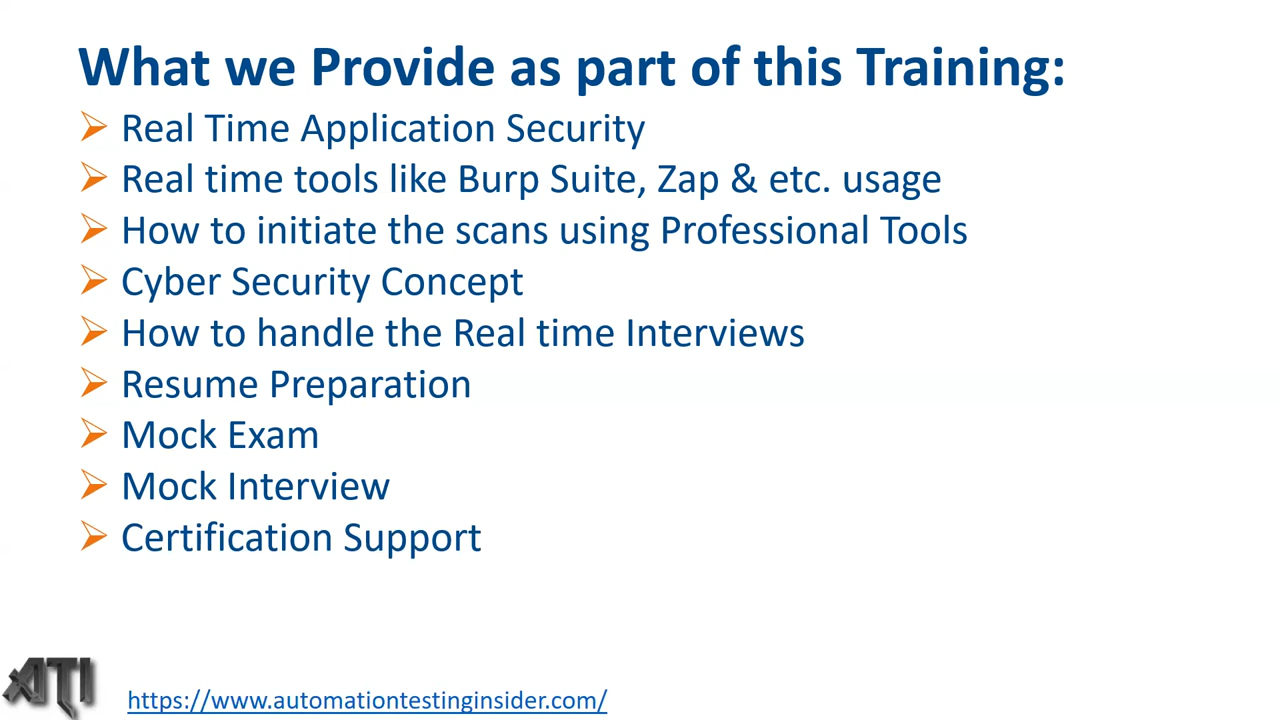 What we Provide as part of this Training:
Real Time Application Security
Real time tools like Burp Suite, Zap & etc. usage
How to initiate the scans using Professional Tools
Cyber Security Concept
How to handle the Real time Interviews
Resume Preparation
Mock Exam
Mock Interview
Certification Support
ATI
https://www.automationtestinginsider.com/